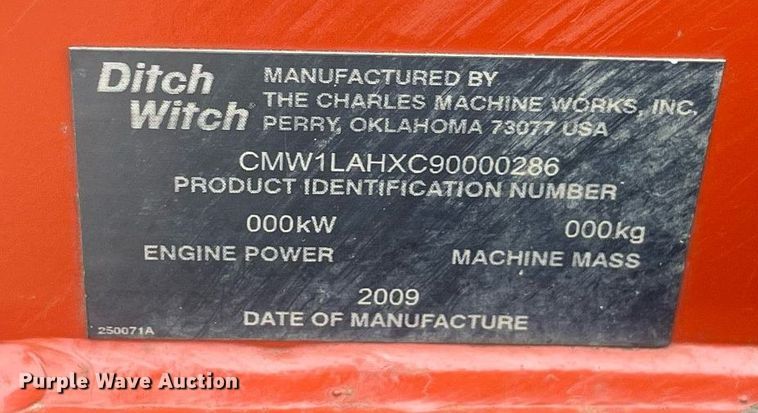 Ditch Witch® MANUFACTURED BY
THE CHARLES MACHINE WORKS, INC.
PERRY, OKLAHOMA 73077 USA
CMW1LAHXC90000286
PRODUCT IDENTIFICATION NUMBER
000kW 000kg
ENGINE POWER MACHINE MASS
2009
DATE OF MANUFACTURE
250071A
Purple Wave Auction